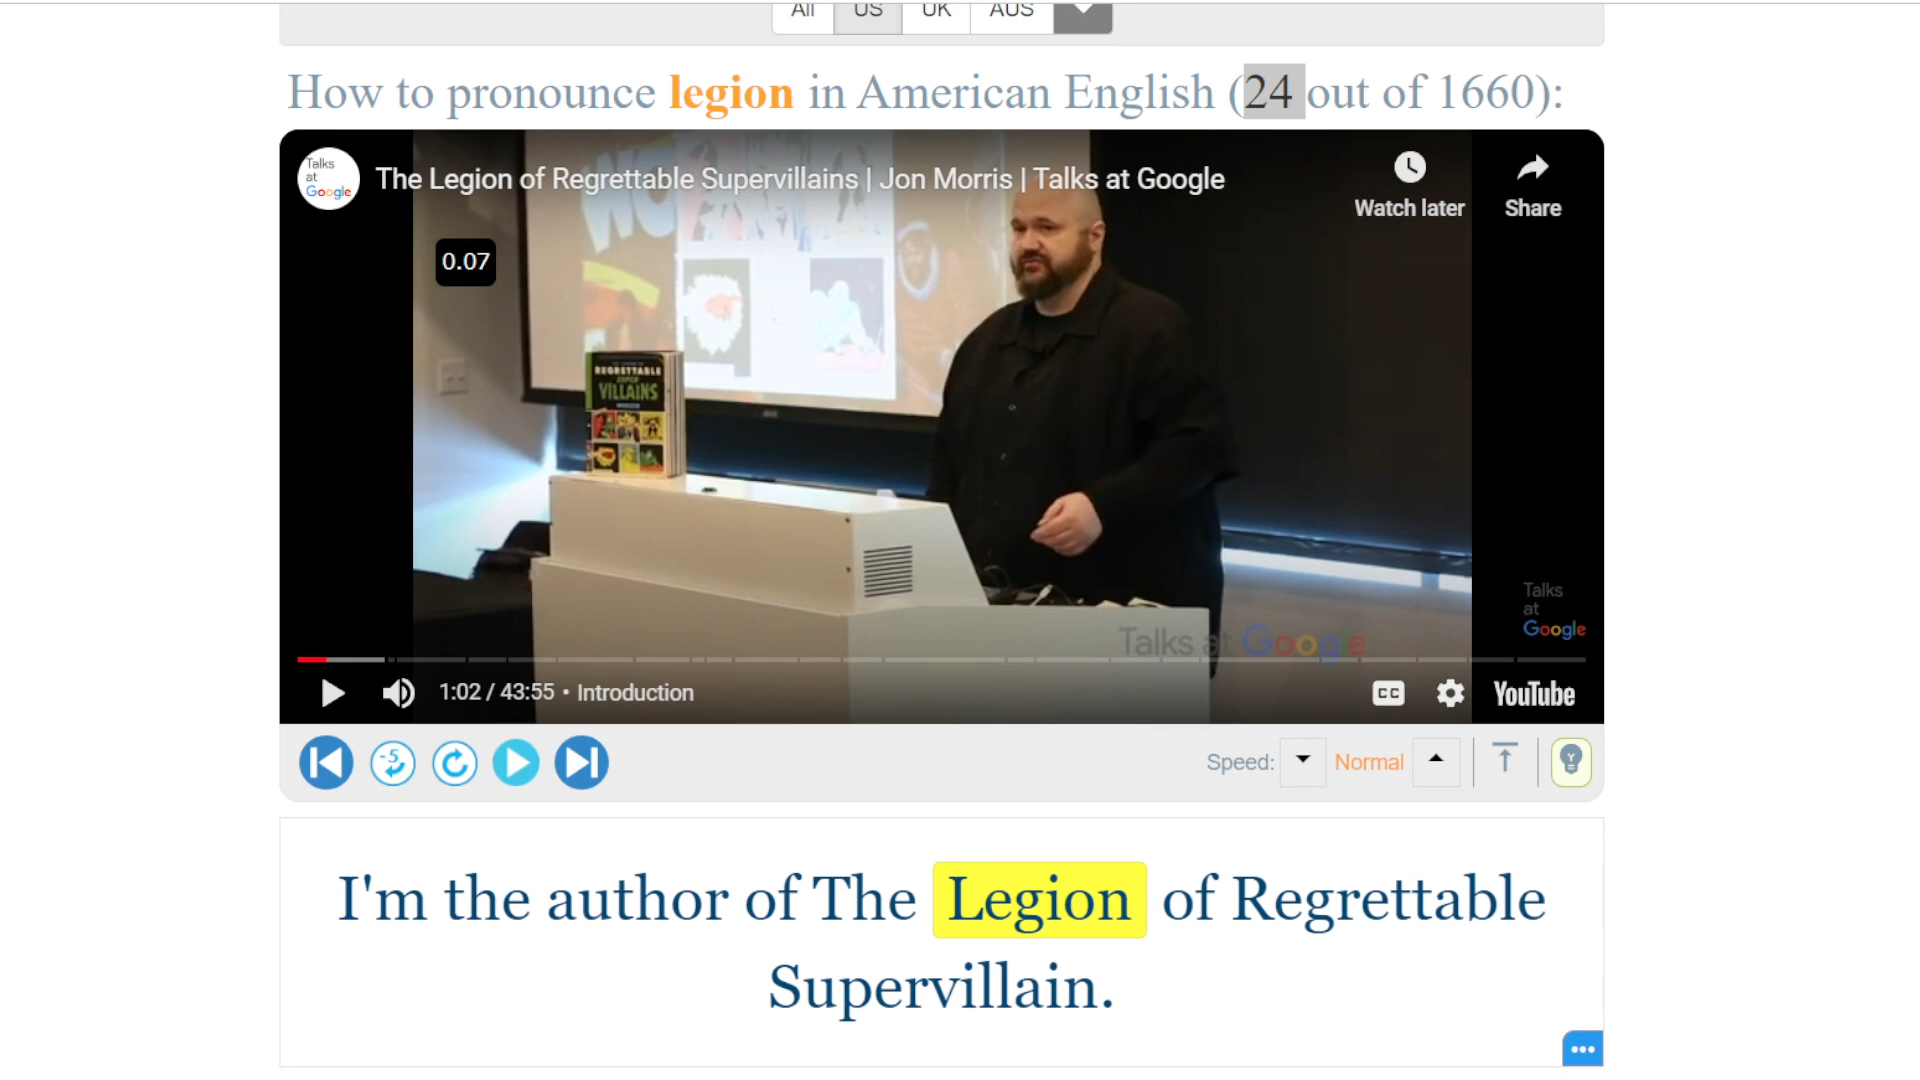 All US UK AUS
How to pronounce legion in American English (24 out of 1660):
Talks
at
Google
The Legion of Regrettable Supervillains | Jon Morris | Talks at Google
Watch later
Share
0.07
REGRETTABLE
SUPER
VILLAINS
Talks
at
Google
Talks at Google
1:02 / 43:55 • Introduction
CC
YouTube
-5
Speed: Normal
I'm the author of The Legion of Regrettable
Supervillain.